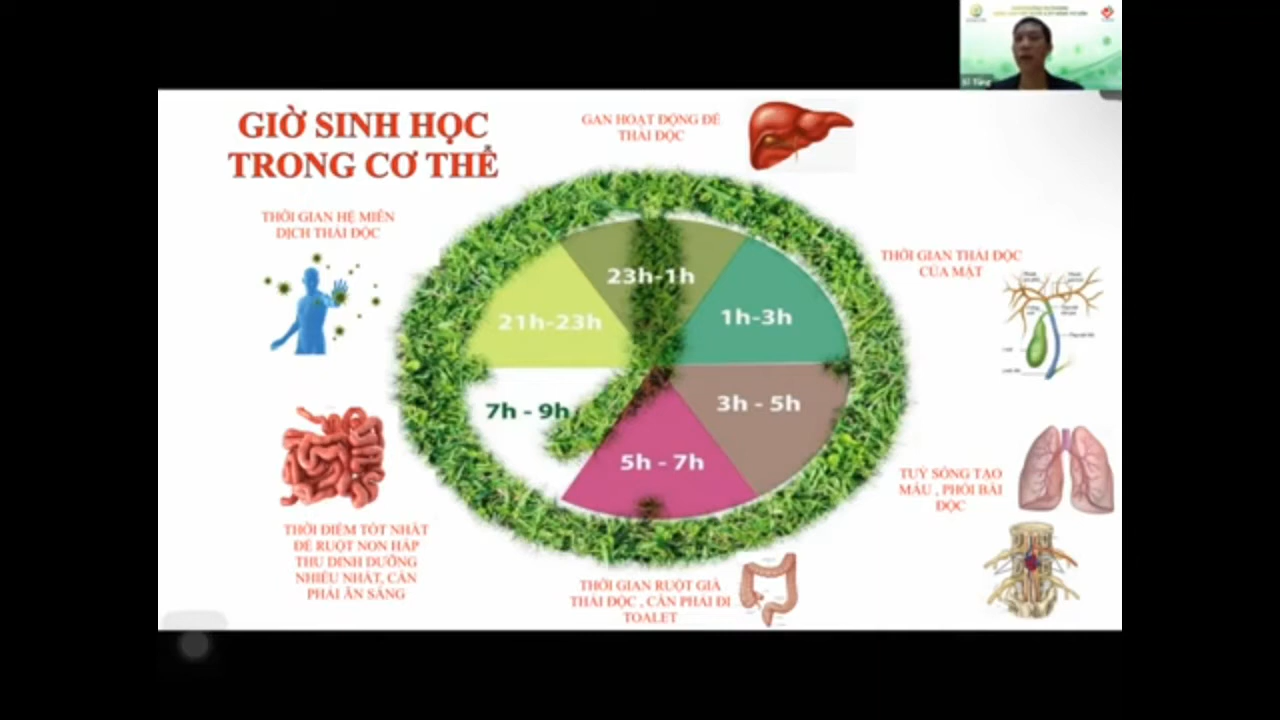 GIỜ SINH HỌC
TRONG CƠ THỂ
GAN HOẠT ĐỘNG ĐỂ
THẢI ĐỘC
THỜI GIAN HỆ MIỄN
DỊCH THẢI ĐỘC
THỜI GIAN THẢI ĐỘC
CỦA MẬT
23h-1h
21h-23h
1h-3h
7h - 9h
3h - 5h
5h - 7h
TUỶ SỐNG TẠO
MÁU , PHỔI BÀI
ĐỘC
THỜI ĐIỂM TỐT NHẤT
ĐỂ RUỘT NON HẤP
THU DINH DƯỠNG
NHIỀU NHẤT, CẦN
PHẢI ĂN SÁNG
THỜI GIAN RUỘT GIÀ
THẢI ĐỘC , CẦN PHẢI ĐI
TOALET